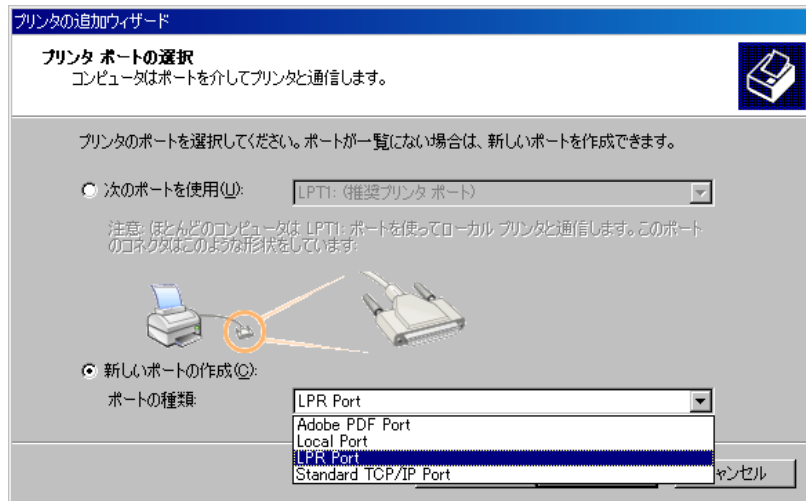 プリンタの追加ウィザード
プリンタ ポートの選択
コンピュータはポートを介してプリンタと通信します。
プリンタのポートを選択してください。ポートが一覧にない場合は、新しいポートを作成できます。
次のポートを使用(U):
LPT1: (推奨プリンタ ポート)
注意: ほとんどのコンピュータは LPT1: ポートを使ってローカル プリンタと通信します。このポート
のコネクタはこのような形状をしています:
新しいポートの作成(C):
ポートの種類:
LPR Port
Adobe PDF Port
Local Port
LPR Port
Standard TCP/IP Port
ャンセル